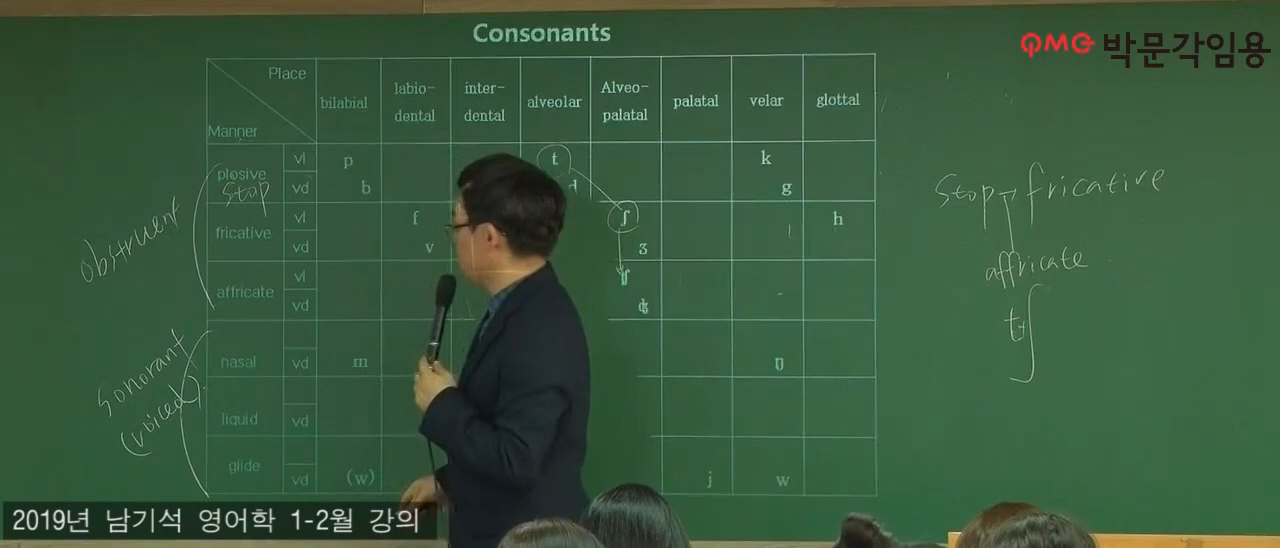 Consonants
PMG 박문각임용
Place
Manner
bilabial
labio-
dental
inter-
dental
alveolar
Alveo-
palatal
palatal
velar
glottal
plosive
stop
vl p t k
vd b d g
fricative
vl f ʃ h
vd v ʒ
affricate
vl ʧ
vd ʤ
nasal vd m ŋ
liquid vd
glide vd (w) j w
obstruent
sonorant
(voiced)
stop fricative
affricate
t+ʃ
2019년 남기석 영어학 1-2월 강의